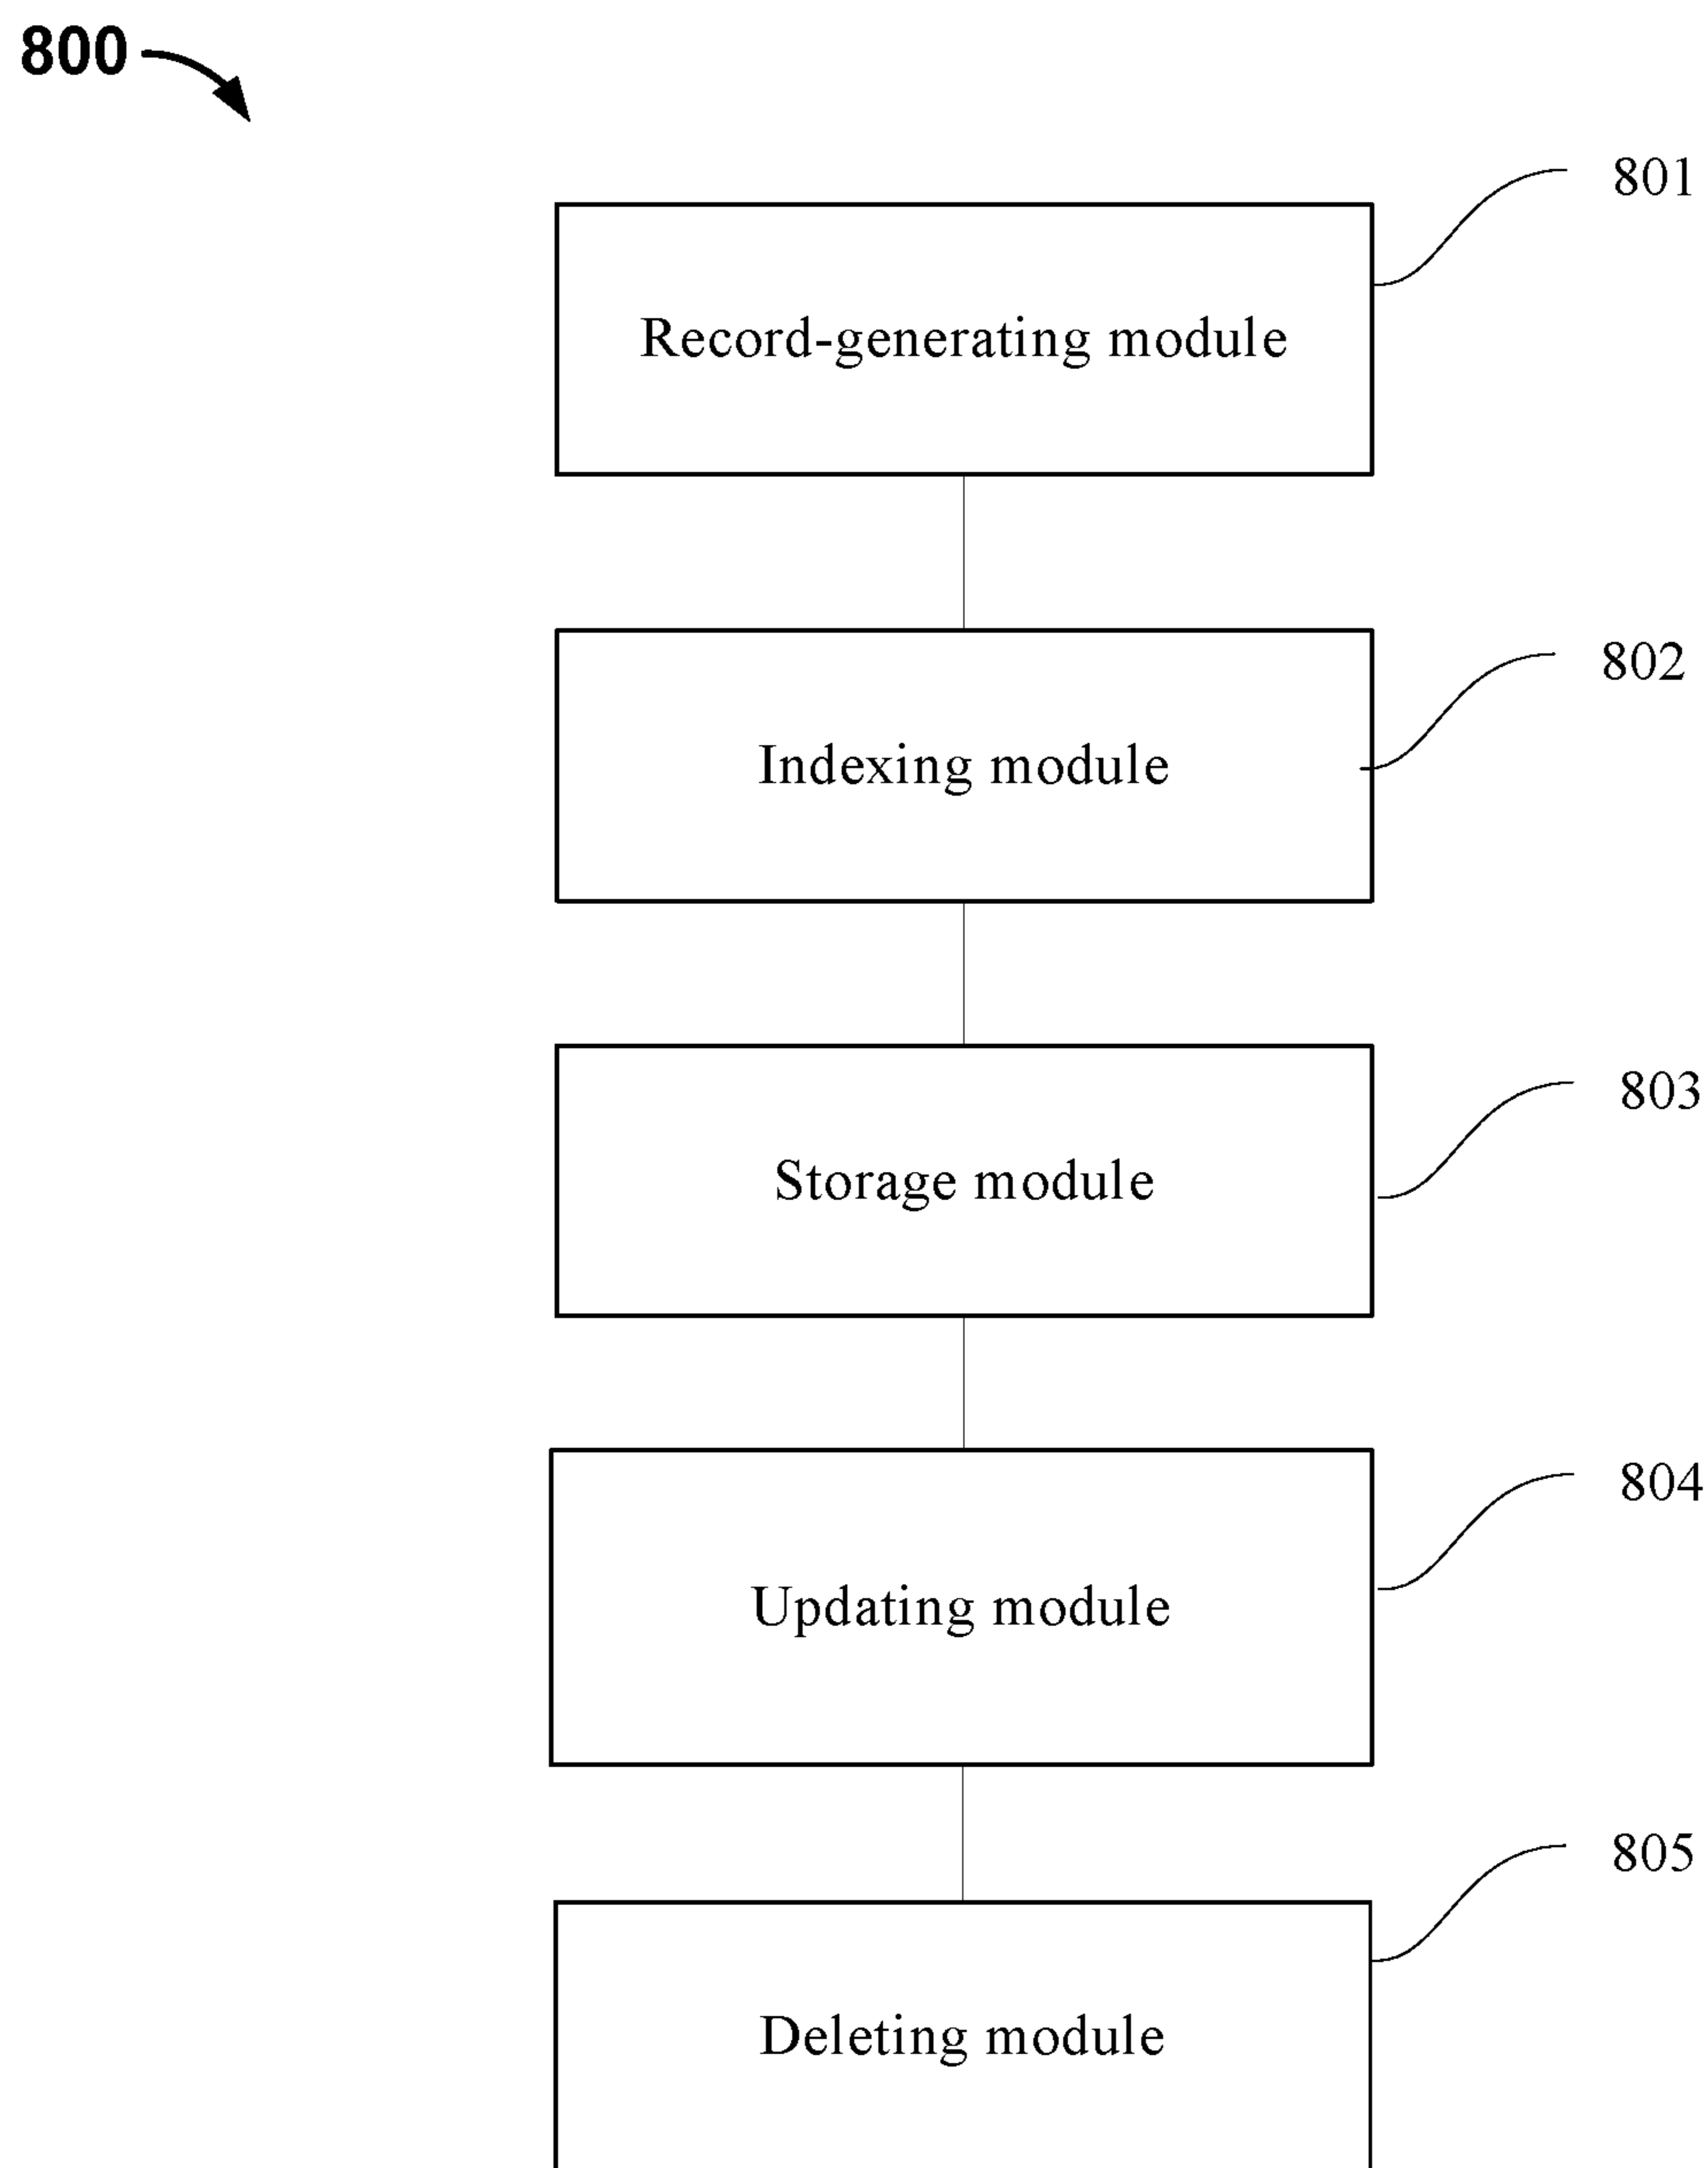 800
801
Record-generating module
802
Indexing module
803
Storage module
804
Updating module
805
Deleting module